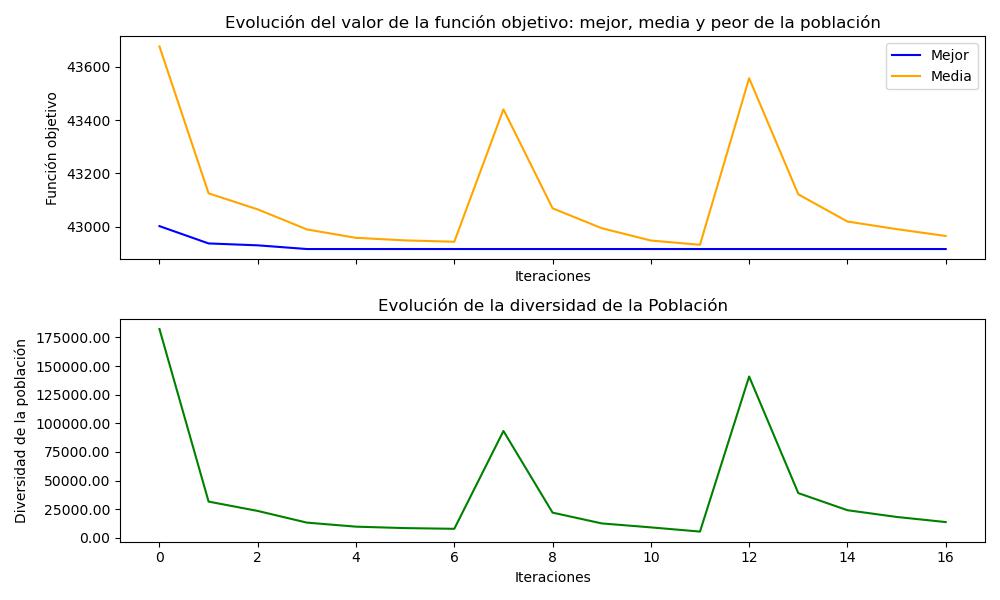 Evolución del valor de la función objetivo: mejor, media y peor de la población
Función objetivo
43600
43400
43200
43000
Mejor
Media
Iteraciones
Evolución de la diversidad de la Población
Diversidad de la población
175000.00
150000.00
125000.00
100000.00
75000.00
50000.00
25000.00
0.00
0 2 4 6 8 10 12 14 16
Iteraciones